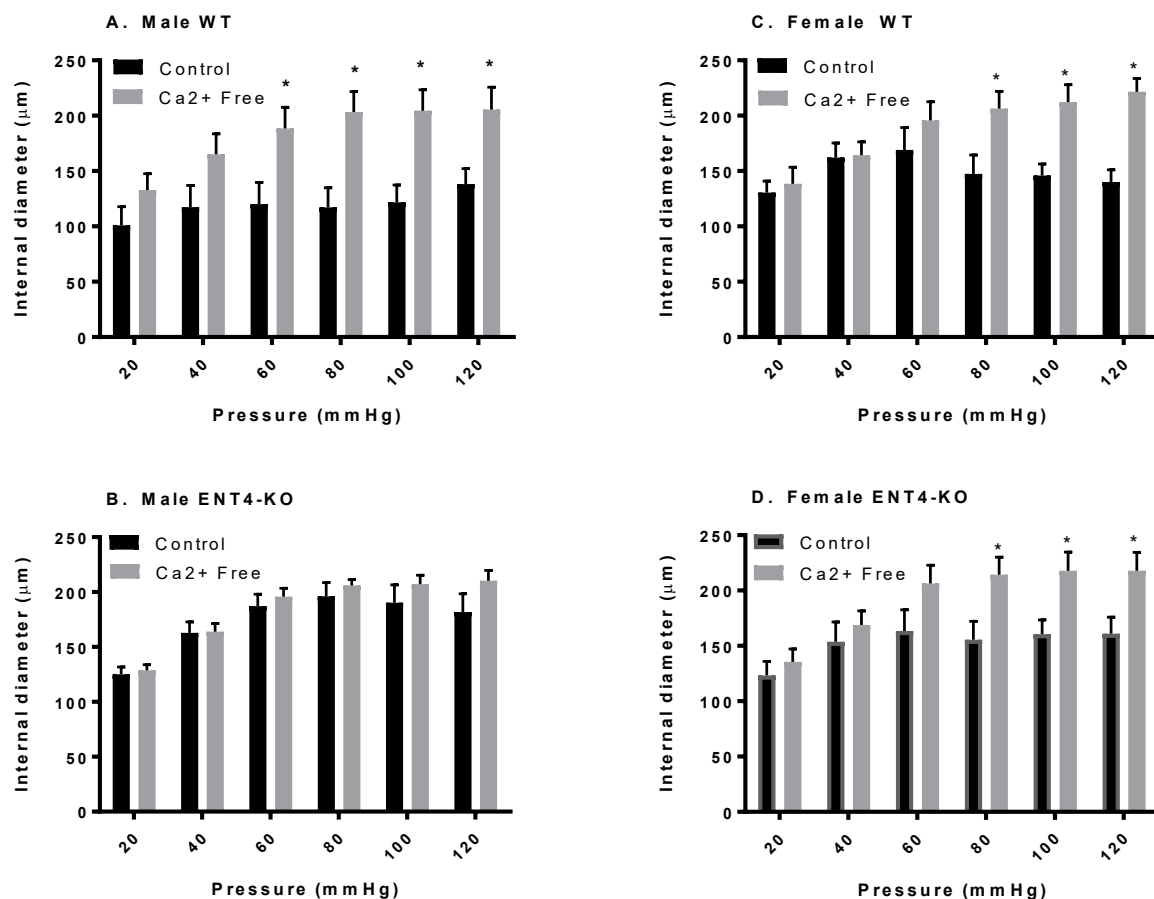 A. Male WT
Control
Ca2+ Free
* * * *
250
200
150
100
50
0
Internal diameter (μm)
20 40 60 80 100 120
Pressure (mmHg)
C. Female WT
Control
Ca2+ Free
* * *
250
200
150
100
50
0
Internal diameter (μm)
20 40 60 80 100 120
Pressure (mmHg)
B. Male ENT4-KO
Control
Ca2+ Free
250
200
150
100
50
0
Internal diameter (μm)
20 40 60 80 100 120
Pressure (mmHg)
D. Female ENT4-KO
Control
Ca2+ Free
* * *
250
200
150
100
50
0
Internal diameter (μm)
20 40 60 80 100 120
Pressure (mmHg)